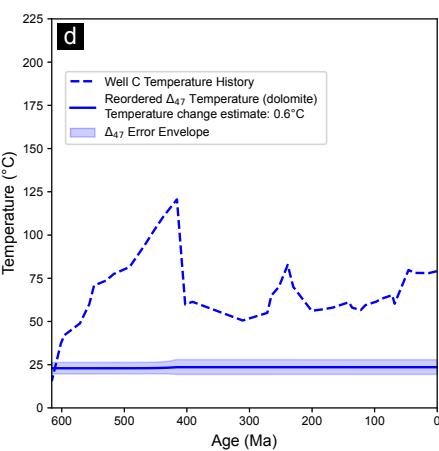 d
225
200
175
150
125
100
75
50
25
0
Temperature (°C)
Well C Temperature History
Reordered Δ₄₇ Temperature (dolomite)
Temperature change estimate: 0.6°C
Δ₄₇ Error Envelope
600 500 400 300 200 100 0
Age (Ma)